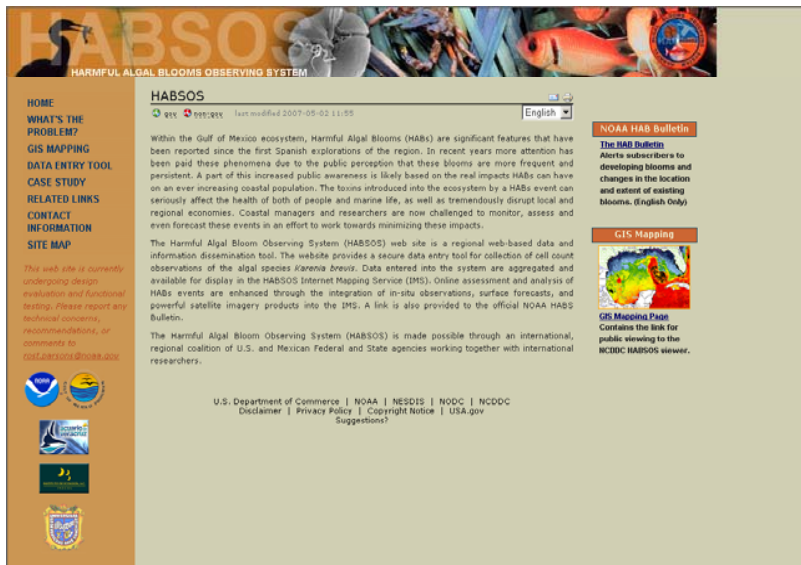 HABSOS
HARMFUL ALGAL BLOOMS OBSERVING SYSTEM
HOME
WHAT'S THE
PROBLEM?
GIS MAPPING
DATA ENTRY TOOL
CASE STUDY
RELATED LINKS
CONTACT
INFORMATION
SITE MAP
This web site is currently
undergoing design
evaluation and functional
testing. Please report any
technical concerns,
recommendations, or
comments to
rost.parsons@noaa.gov
NOAA
acuario
veracruz
HABSOS
gov non-gov last modified 2007-05-02 11:55
English
Within the Gulf of Mexico ecosystem, Harmful Algal Blooms (HABs) are significant features that have
been reported since the first Spanish explorations of the region. In recent years more attention has
been paid these phenomena due to the public perception that these blooms are more frequent and
persistent. A part of this increased public awareness is likely based on the real impacts HABs can have
on an ever increasing coastal population. The toxins introduced into the ecosystem by a HABs event can
seriously affect the health of both of people and marine life, as well as tremendously disrupt local and
regional economies. Coastal managers and researchers are now challenged to monitor, assess and
even forecast these events in an effort to work towards minimizing these impacts.
The Harmful Algal Bloom Observing System (HABSOS) web site is a regional web-based data and
information dissemination tool. The website provides a secure data entry tool for collection of cell count
observations of the algal species Karenia brevis. Data entered into the system are aggregated and
available for display in the HABSOS Internet Mapping Service (IMS). Online assessment and analysis of
HABs events are enhanced through the integration of in-situ observations, surface forecasts, and
powerful satellite imagery products into the IMS. A link is also provided to the official NOAA HABS
Bulletin.
The Harmful Algal Bloom Observing System (HABSOS) is made possible through an international,
regional coalition of U.S. and Mexican Federal and State agencies working together with international
researchers.
U.S. Department of Commerce | NOAA | NESDIS | NODC | NCDDC
Disclaimer | Privacy Policy | Copyright Notice | USA.gov
Suggestions?
NOAA HAB Bulletin
The HAB Bulletin
Alerts subscribers to
developing blooms and
changes in the location
and extent of existing
blooms. (English Only)
GIS Mapping
GIS Mapping Page
Contains the link for
public viewing to the
NCDDC HABSOS viewer.